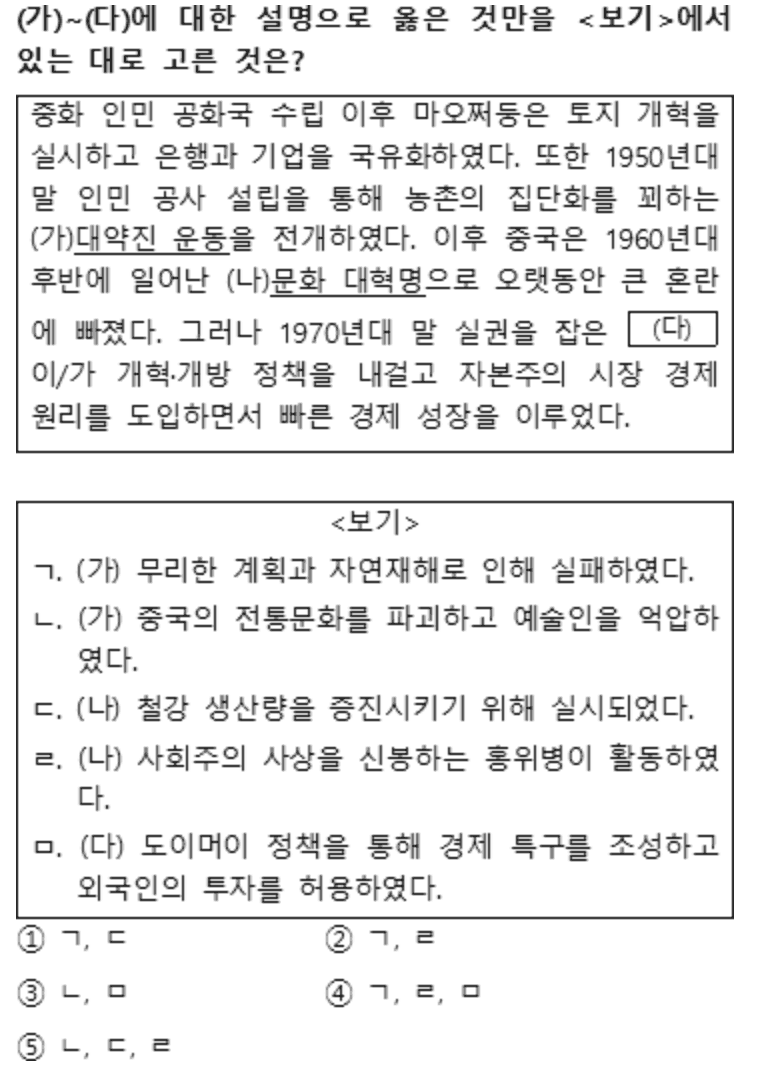 (가)~(다)에 대한 설명으로 옳은 것만을 <보기>에서
있는 대로 고른 것은?
중화 인민 공화국 수립 이후 마오쩌둥은 토지 개혁을
실시하고 은행과 기업을 국유화하였다. 또한 1950년대
말 인민 공사 설립을 통해 농촌의 집단화를 꾀하는
(가)대약진 운동을 전개하였다. 이후 중국은 1960년대
후반에 일어난 (나)문화 대혁명으로 오랫동안 큰 혼란
에 빠졌다. 그러나 1970년대 말 실권을 잡은 (다)
이/가 개혁·개방 정책을 내걸고 자본주의 시장 경제
원리를 도입하면서 빠른 경제 성장을 이루었다.
<보기>
ㄱ. (가) 무리한 계획과 자연재해로 인해 실패하였다.
ㄴ. (가) 중국의 전통문화를 파괴하고 예술인을 억압하
였다.
ㄷ. (나) 철강 생산량을 증진시키기 위해 실시되었다.
ㄹ. (나) 사회주의 사상을 신봉하는 홍위병이 활동하였
다.
ㅁ. (다) 도이머이 정책을 통해 경제 특구를 조성하고
외국인의 투자를 허용하였다.
① ㄱ, ㄷ ② ㄱ, ㄹ
③ ㄴ, ㅁ ④ ㄱ, ㄹ, ㅁ
⑤ ㄴ, ㄷ, ㄹ